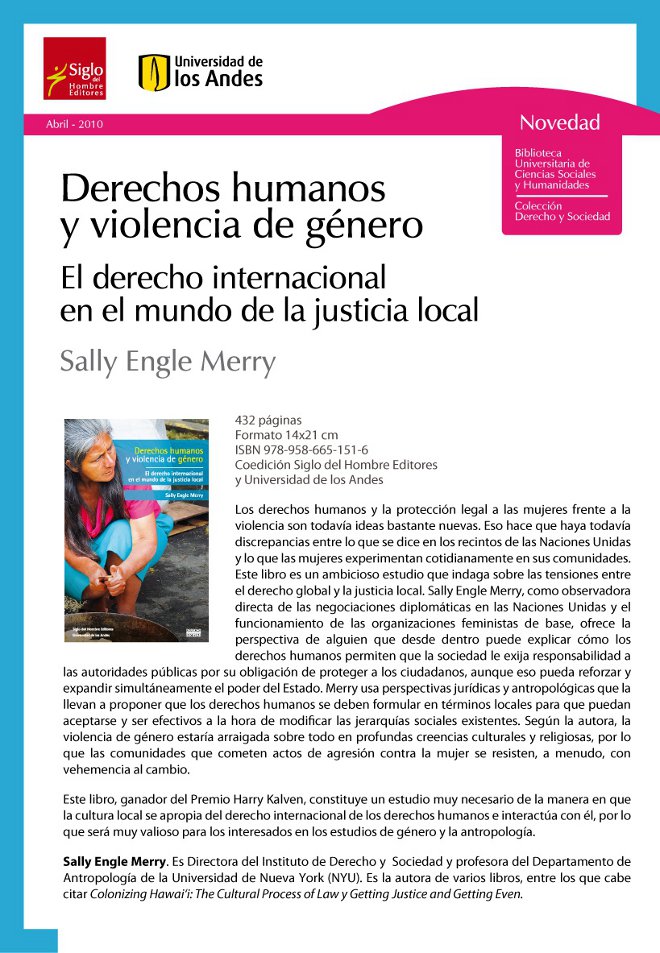 Siglo
del
Hombre
Editores
Universidad de
los Andes
Abril - 2010
Novedad
Biblioteca
Universitaria de
Ciencias Sociales
y Humanidades
Colección
Derecho y Sociedad
Derechos humanos
y violencia de género
El derecho internacional
en el mundo de la justicia local
Sally Engle Merry
Derechos humanos
y violencia de género
El derecho internacional
en el mundo de la justicia local
Sally Engle Merry
Siglo del Hombre Editores
Universidad de los Andes
432 páginas
Formato 14x21 cm
ISBN 978-958-665-151-6
Coedición Siglo del Hombre Editores
y Universidad de los Andes
Los derechos humanos y la protección legal a las mujeres frente a la
violencia son todavía ideas bastante nuevas. Eso hace que haya todavía
discrepancias entre lo que se dice en los recintos de las Naciones Unidas
y lo que las mujeres experimentan cotidianamente en sus comunidades.
Este libro es un ambicioso estudio que indaga sobre las tensiones entre
el derecho global y la justicia local. Sally Engle Merry, como observadora
directa de las negociaciones diplomáticas en las Naciones Unidas y el
funcionamiento de las organizaciones feministas de base, ofrece la
perspectiva de alguien que desde dentro puede explicar cómo los
derechos humanos permiten que la sociedad le exija responsabilidad a
las autoridades públicas por su obligación de proteger a los ciudadanos, aunque eso pueda reforzar y
expandir simultáneamente el poder del Estado. Merry usa perspectivas jurídicas y antropológicas que la
llevan a proponer que los derechos humanos se deben formular en términos locales para que puedan
aceptarse y ser efectivos a la hora de modificar las jerarquías sociales existentes. Según la autora, la
violencia de género estaría arraigada sobre todo en profundas creencias culturales y religiosas, por lo
que las comunidades que cometen actos de agresión contra la mujer se resisten, a menudo, con
vehemencia al cambio.
Este libro, ganador del Premio Harry Kalven, constituye un estudio muy necesario de la manera en que
la cultura local se apropia del derecho internacional de los derechos humanos e interactúa con él, por lo
que será muy valioso para los interesados en los estudios de género y la antropología.
Sally Engle Merry. Es Directora del Instituto de Derecho y Sociedad y profesora del Departamento de
Antropología de la Universidad de Nueva York (NYU). Es la autora de varios libros, entre los que cabe
citar Colonizing Hawai‘i: The Cultural Process of Law y Getting Justice and Getting Even.